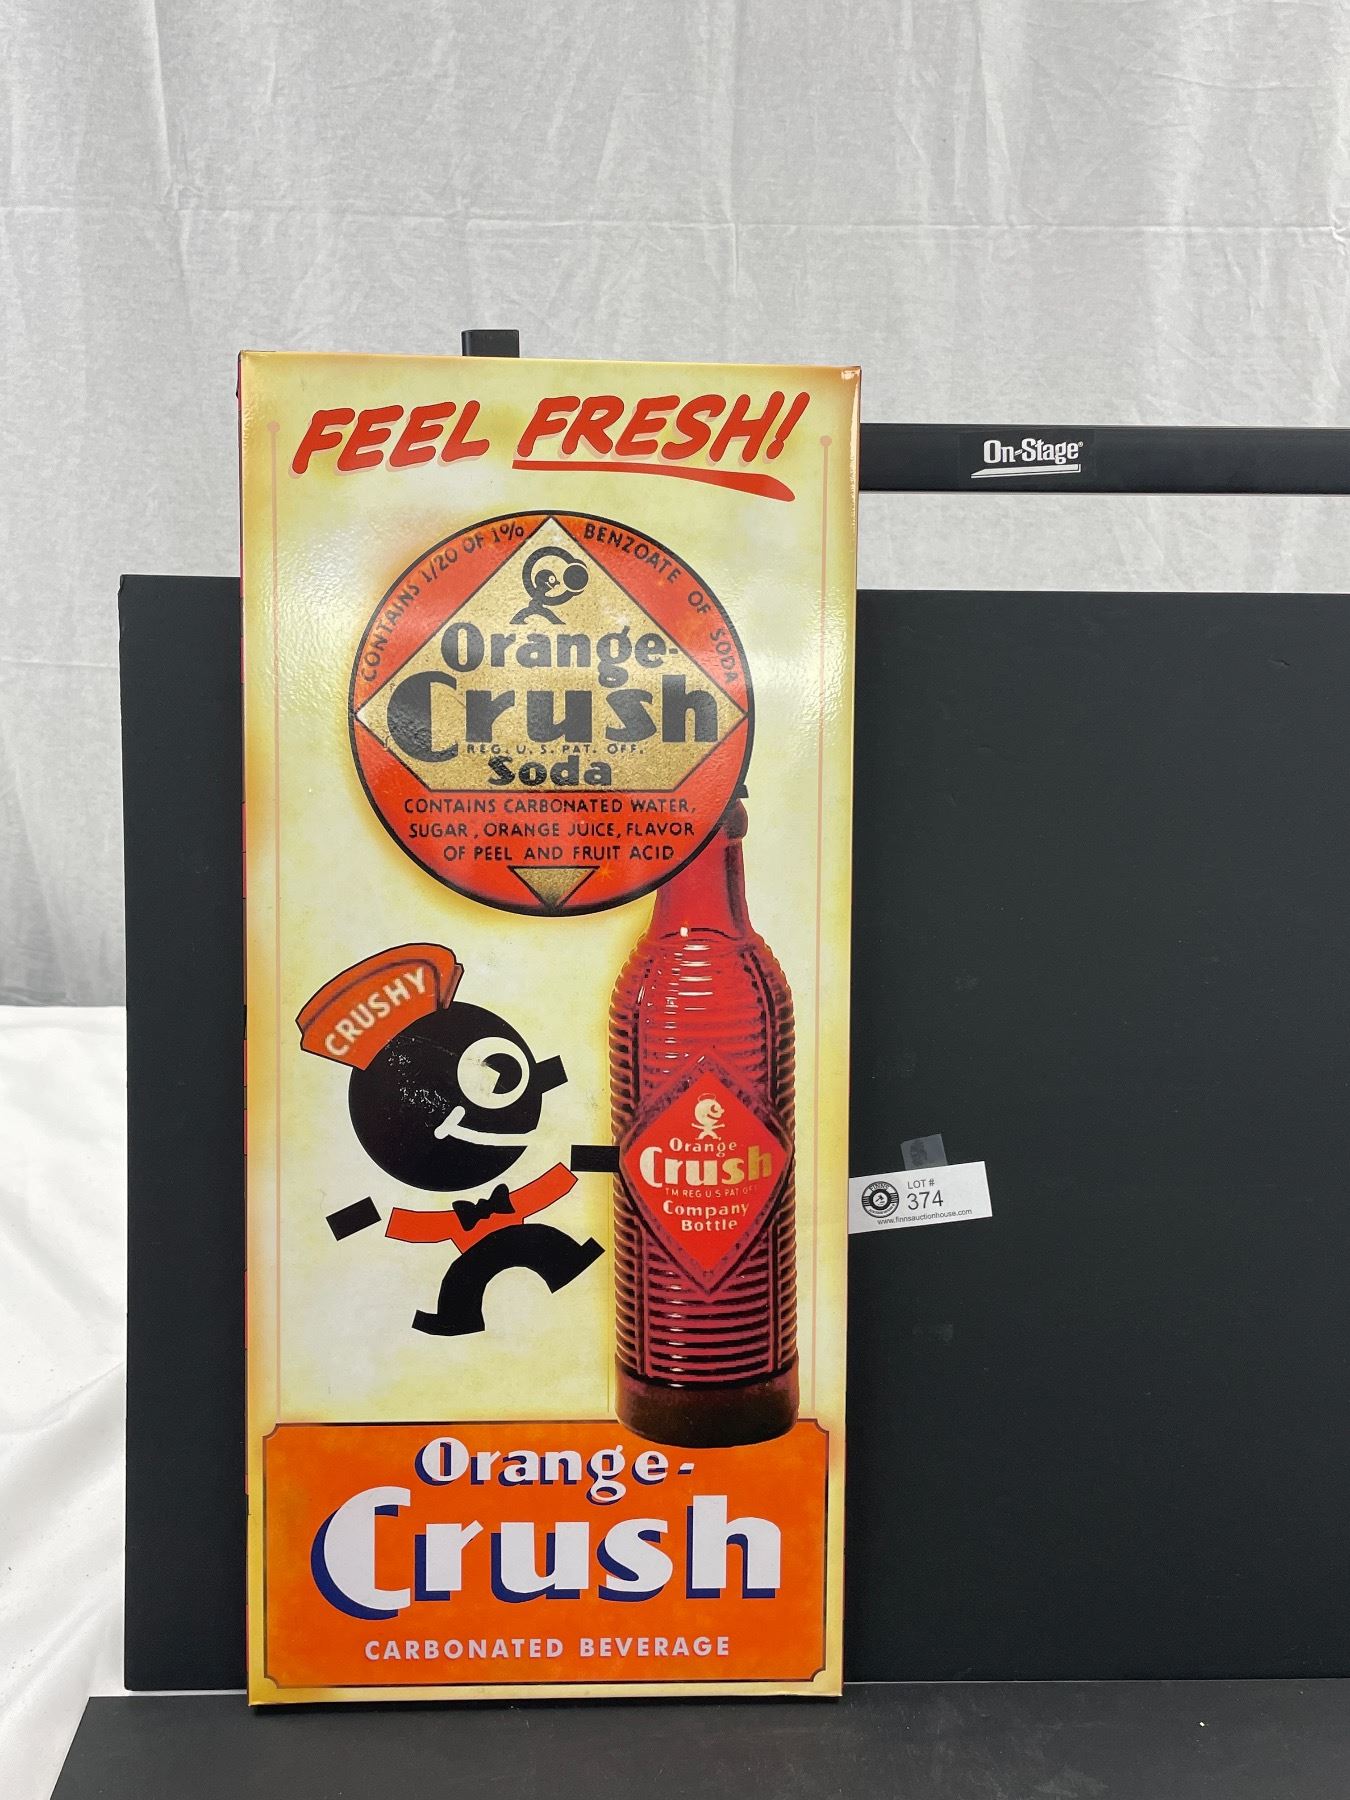 FEEL FRESH!
On-Stage®
CONTAINS 1/20 OF 1% BENZOATE OF SODA
Orange-
Crush
REG. U. S. PAT. OFF.
Soda
CONTAINS CARBONATED WATER,
SUGAR, ORANGE JUICE, FLAVOR
OF PEEL AND FRUIT ACID
CRUSHY
Orange
Crush
TM REG U S PAT OFF
Company
Bottle
LOT #
374
www.finnsauctionhouse.com
Orange-
Crush
CARBONATED BEVERAGE